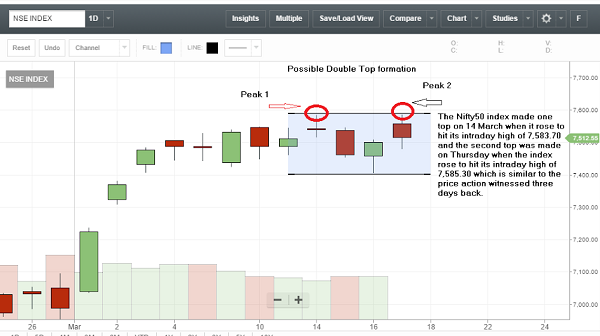 NSE INDEX 1D Insights Multiple Save/Load View Compare Chart Studies F
Reset Undo Channel FILL: LINE: O: H: V:
C: L: D:
NSE INDEX
Possible Double Top formation
Peak 1
Peak 2
The Nifty50 index made one
top on 14 March when it rose to
hit its intraday high of 7,583.70
and the second top was made
on Thursday when the index
rose to hit its intraday high of
7,585.30 which is similar to the
price action witnessed three
days back.
7,700.00
7,600.00
7,512.55
7,400.00
7,300.00
7,200.00
7,100.00
7,000.00
26 Mar 2 4 8 10 14 16 18 22 24